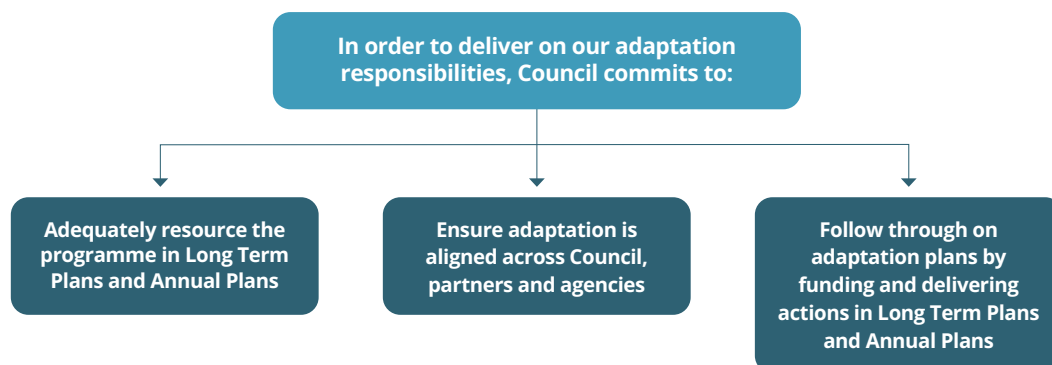 In order to deliver on our adaptation
responsibilities, Council commits to:
Adequately resource the
programme in Long Term
Plans and Annual Plans
Ensure adaptation is
aligned across Council,
partners and agencies
Follow through on
adaptation plans by
funding and delivering
actions in Long Term Plans
and Annual Plans